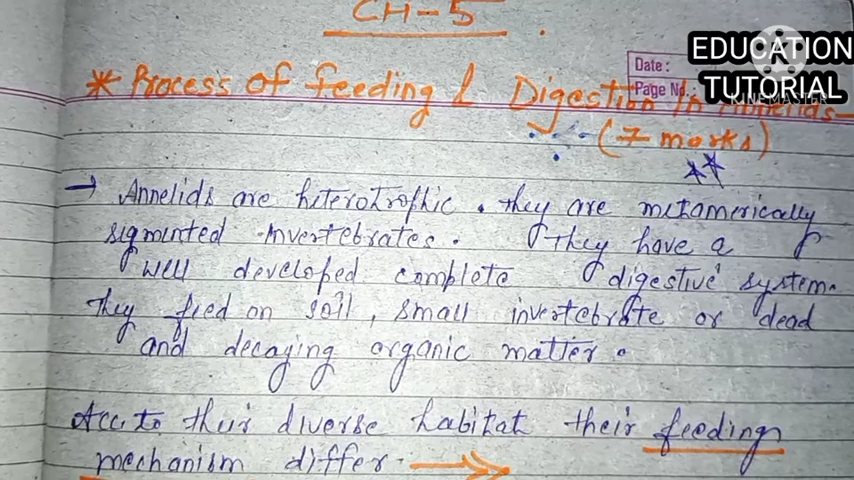 CH-5
EDUCATION
TUTORIAL
KINEMASTER
Date:
Page No.:
* Process of feeding & Digestion In Annelids-
(7 marks)
→ Annelids are heterotrophic. they are metamerically
segmented invertebrates. They have a
well developed complete digestive system.
They feed on soil, small invertebrate or dead
and decaying organic matter.
Acc. to their diverse habitat their feeding
mechanism differ.